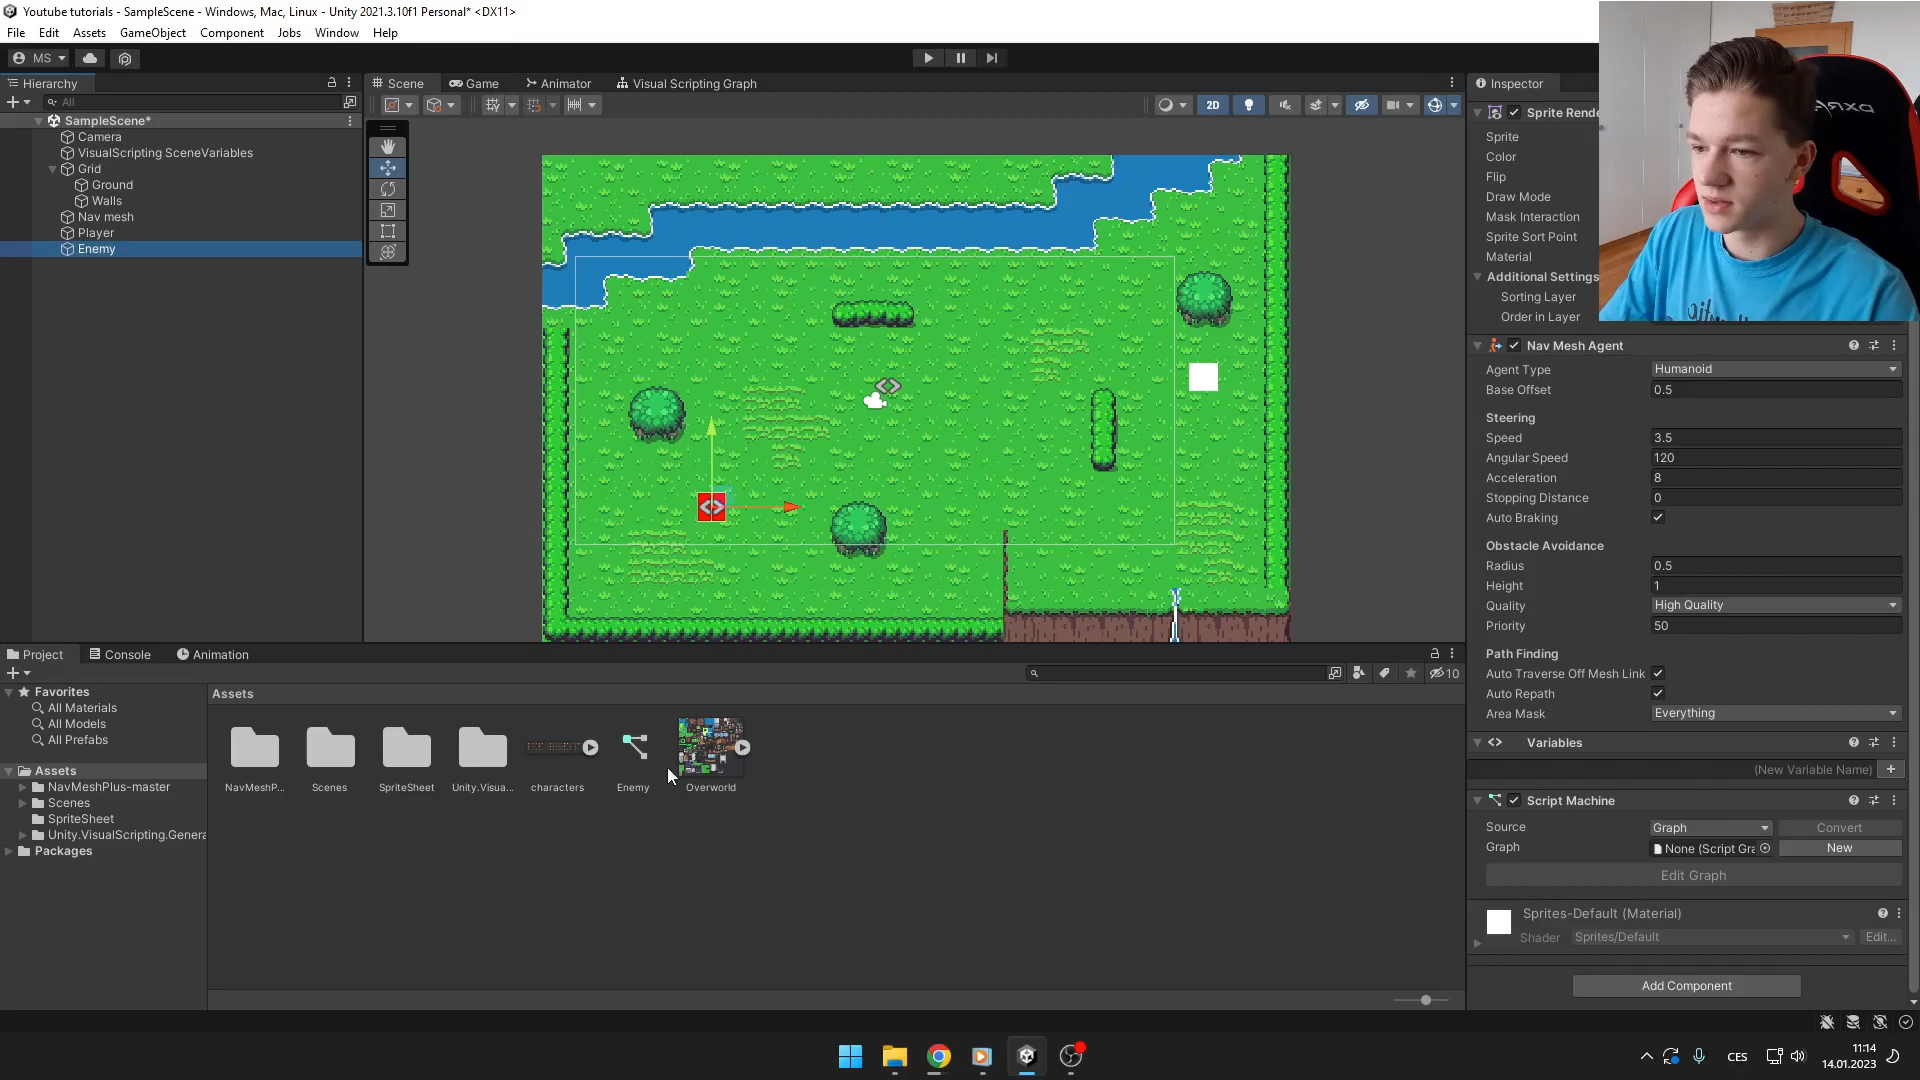 Youtube tutorials - SampleScene - Windows, Mac, Linux - Unity 2021.3.10f1 Personal* <DX11>
File Edit Assets GameObject Component Jobs Window Help
MS
Hierarchy
All
SampleScene*
Camera
VisualScripting SceneVariables
Grid
Ground
Walls
Nav mesh
Player
Enemy
Scene Game Animator Visual Scripting Graph
2D
Inspector
Sprite Rende
Sprite
Color
Flip
Draw Mode
Mask Interaction
Sprite Sort Point
Material
Additional Settings
Sorting Layer
Order in Layer
Nav Mesh Agent
Agent Type Humanoid
Base Offset 0.5
Steering
Speed 3.5
Angular Speed 120
Acceleration 8
Stopping Distance 0
Auto Braking
Obstacle Avoidance
Radius 0.5
Height 1
Quality High Quality
Priority 50
Path Finding
Auto Traverse Off Mesh Link
Auto Repath
Area Mask Everything
Variables
(New Variable Name)
Script Machine
Source Graph Convert
Graph None (Script Gra New
Edit Graph
Sprites-Default (Material)
Shader Sprites/Default Edit...
Add Component
Project Console Animation
10
Favorites
All Materials
All Models
All Prefabs
Assets
NavMeshPlus-master
Scenes
SpriteSheet
Unity.VisualScripting.Genera
Packages
Assets
NavMeshP... Scenes SpriteSheet Unity.Visua... characters Enemy Overworld
CES
11:14
14.01.2023